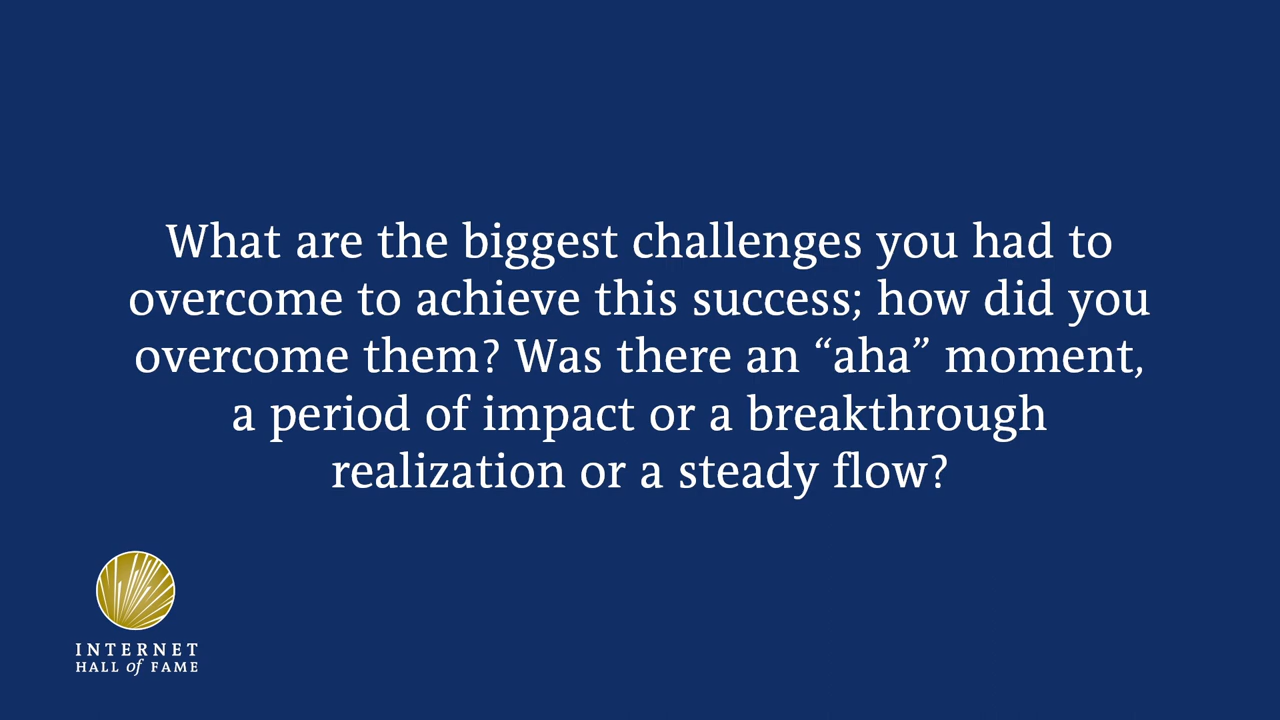 What are the biggest challenges you had to
overcome to achieve this success; how did you
overcome them? Was there an “aha” moment,
a period of impact or a breakthrough
realization or a steady flow?
INTERNET
HALL of FAME